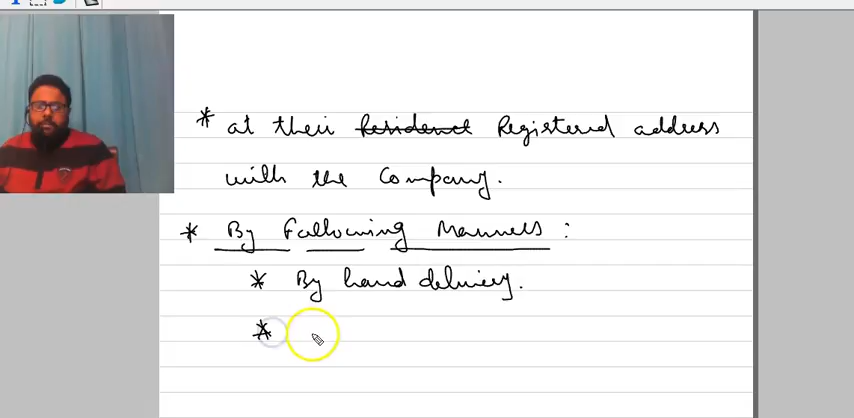 * at their Resident Registered address
with the Company.
* By Following Manners :
* By hand delivery.
*